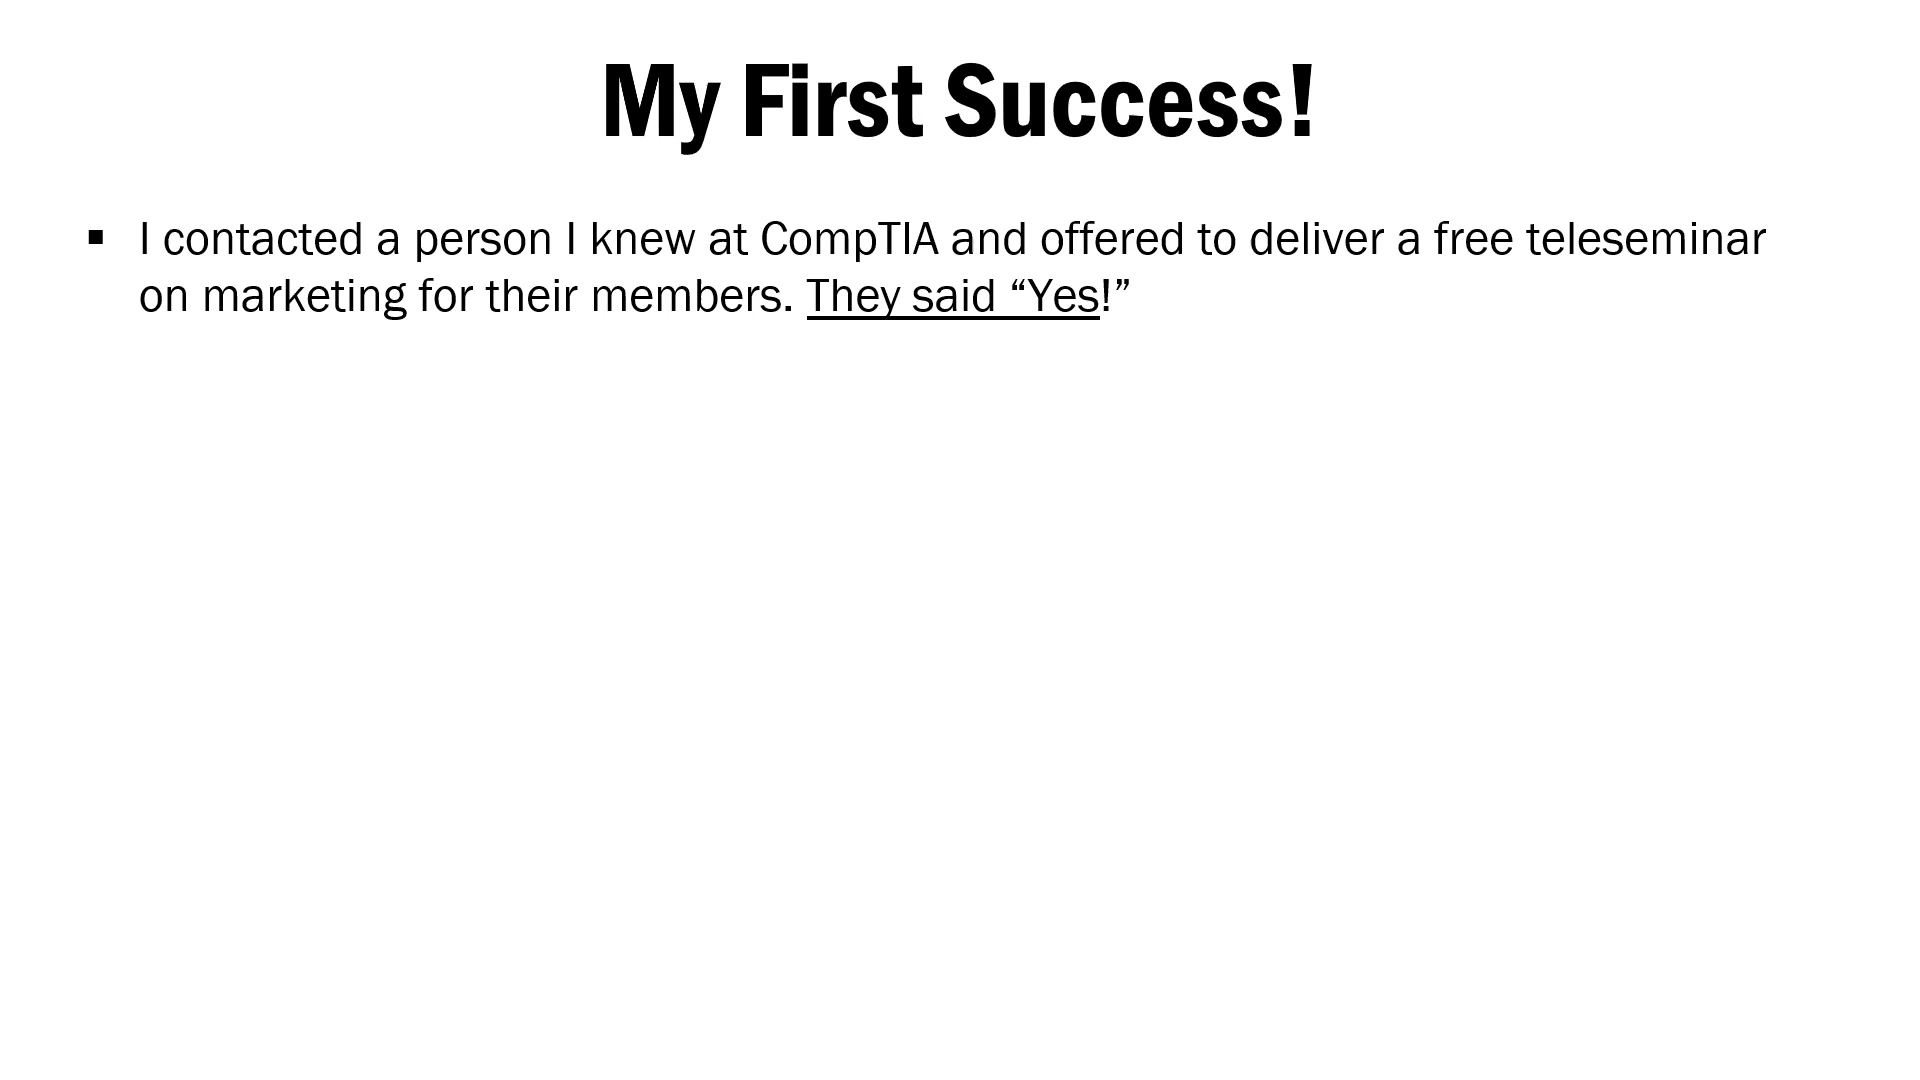 My First Success!
▪ I contacted a person I knew at CompTIA and offered to deliver a free teleseminar
on marketing for their members. They said “Yes!”